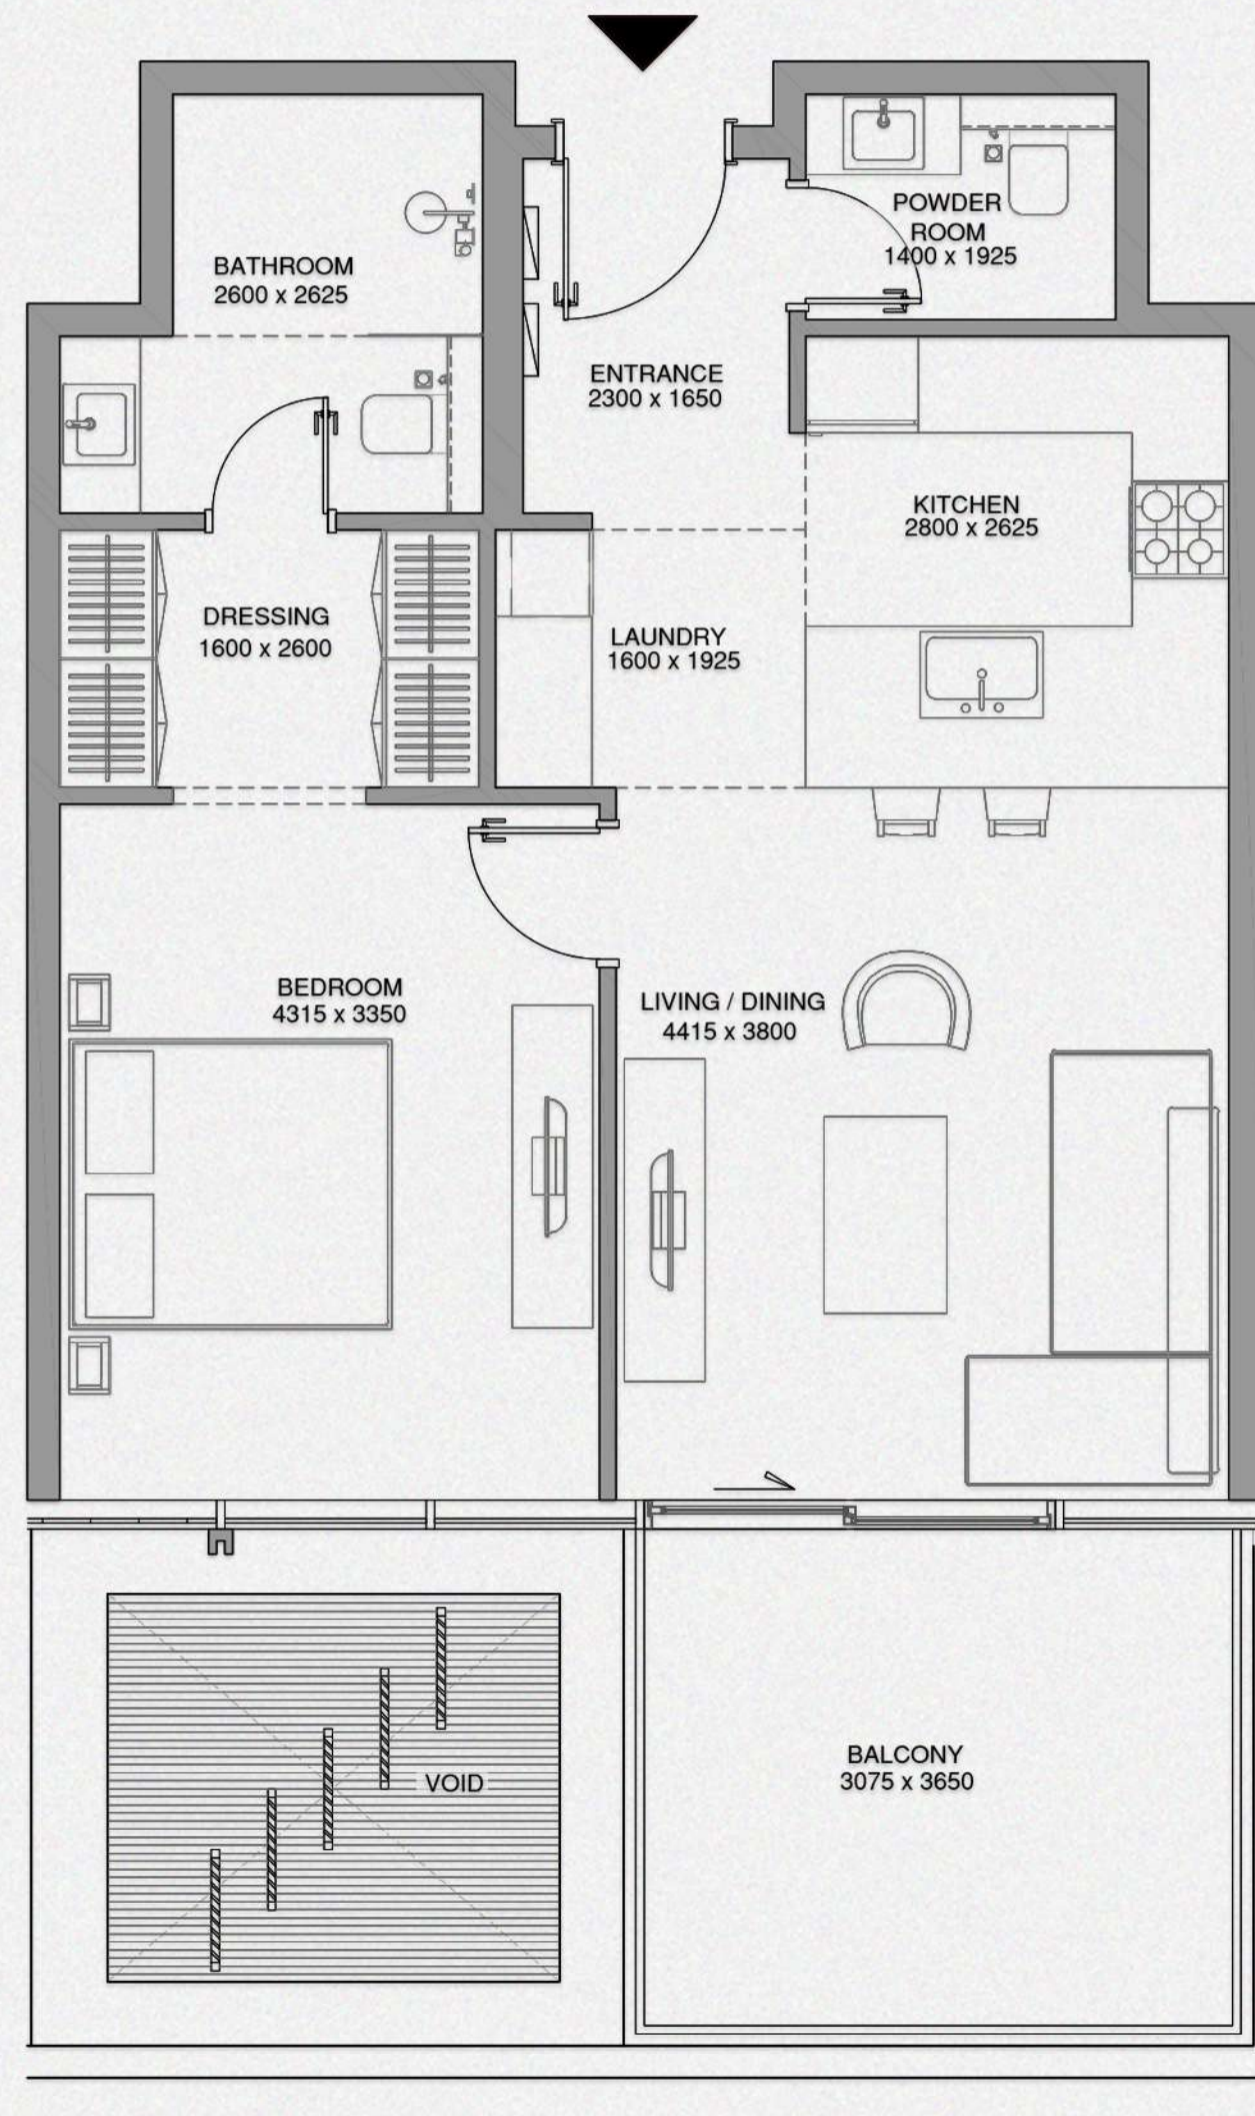 POWDER
ROOM
1400 x 1925
BATHROOM
2600 x 2625
ENTRANCE
2300 x 1650
KITCHEN
2800 x 2625
DRESSING
1600 x 2600
LAUNDRY
1600 x 1925
BEDROOM
4315 x 3350
LIVING / DINING
4415 x 3800
BALCONY
3075 x 3650
VOID